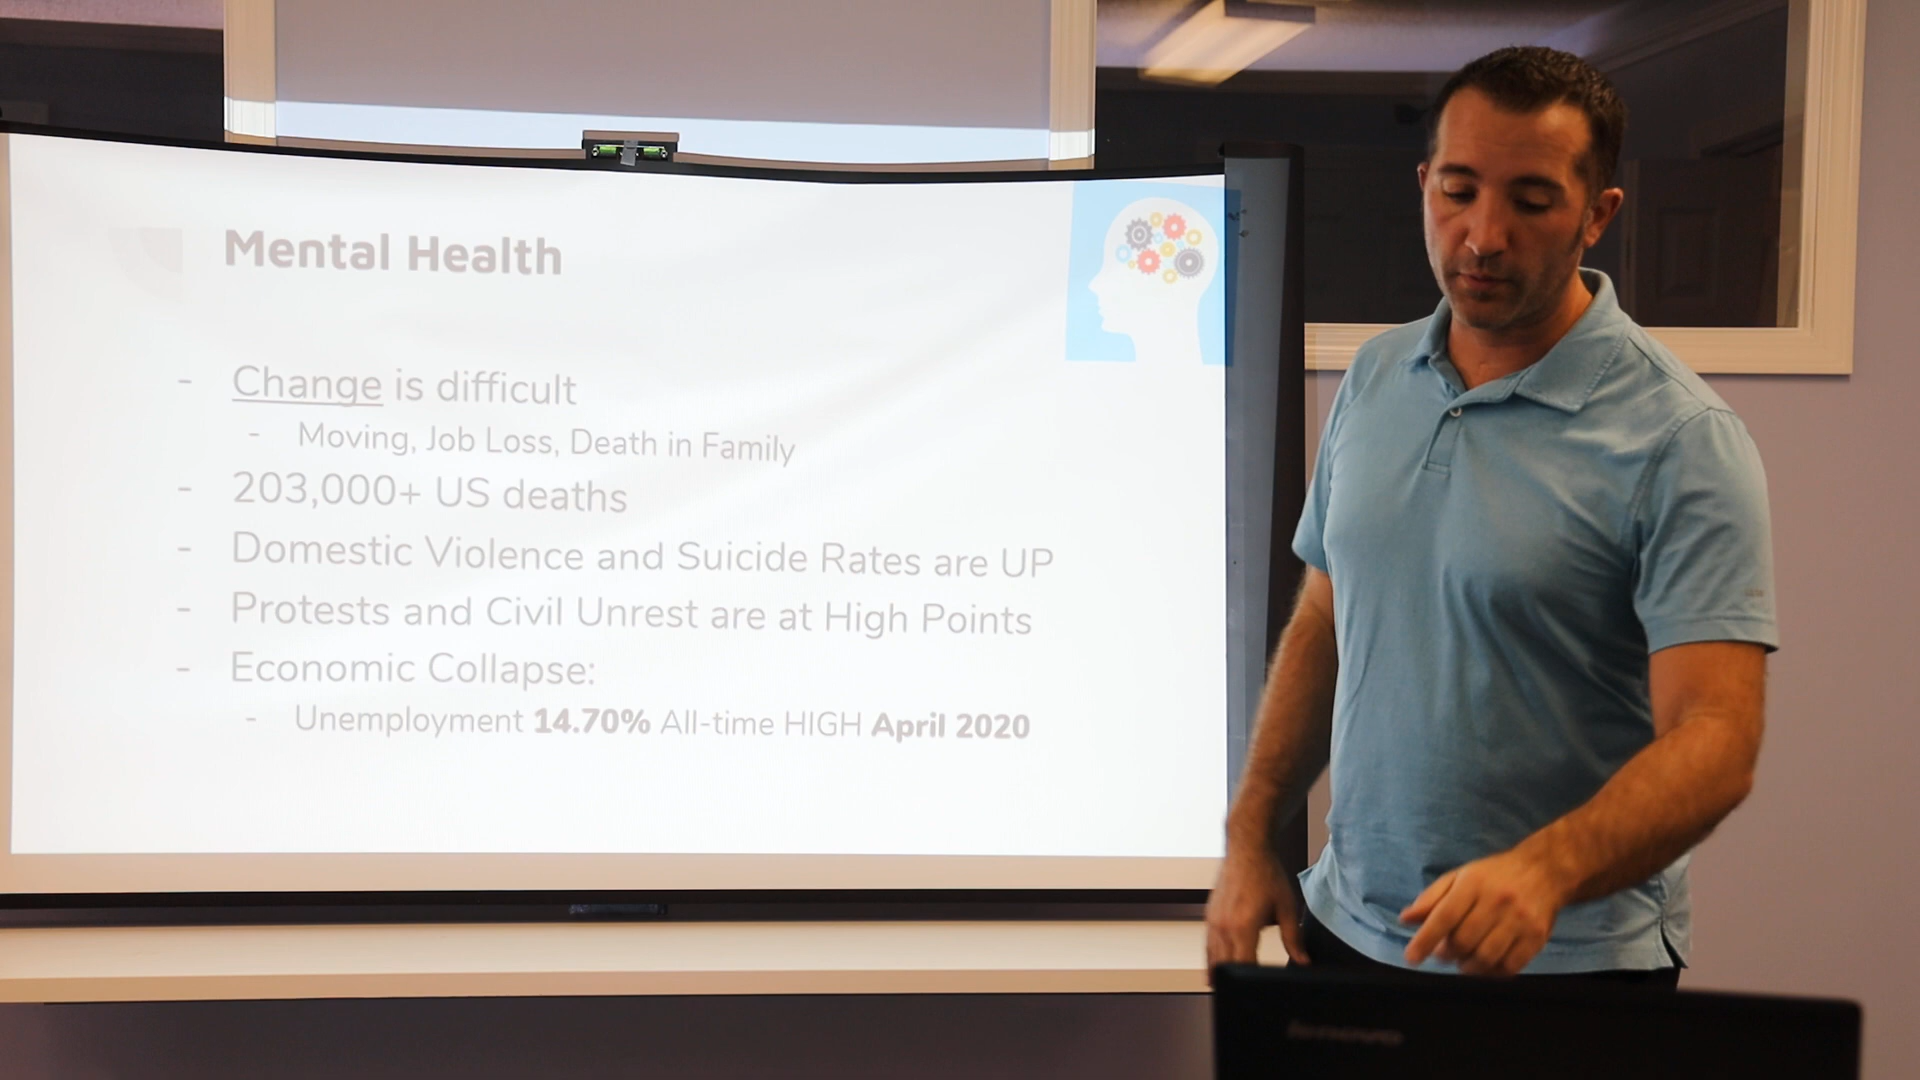 Mental Health
- Change is difficult
- Moving, Job Loss, Death in Family
- 203,000+ US deaths
- Domestic Violence and Suicide Rates are UP
- Protests and Civil Unrest are at High Points
- Economic Collapse:
- Unemployment 14.70% All-time HIGH April 2020
lenovo